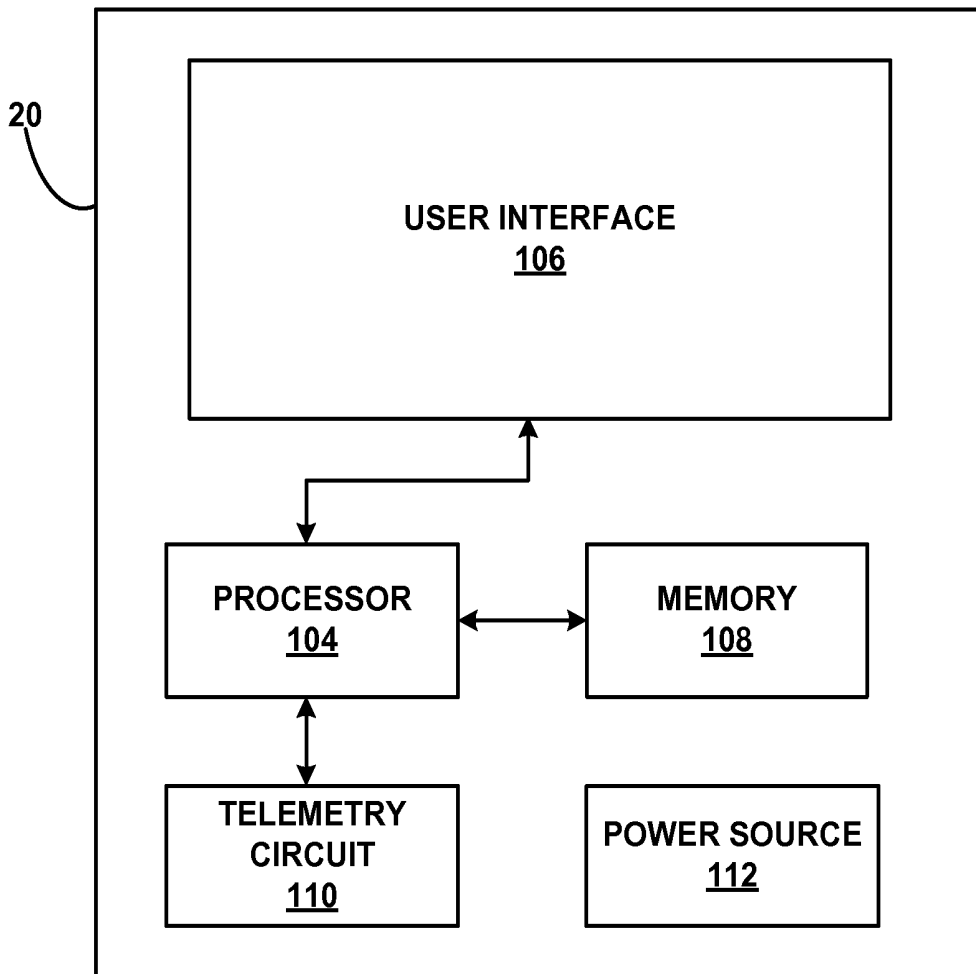 20
USER INTERFACE
106
PROCESSOR
104
MEMORY
108
TELEMETRY
CIRCUIT
110
POWER SOURCE
112